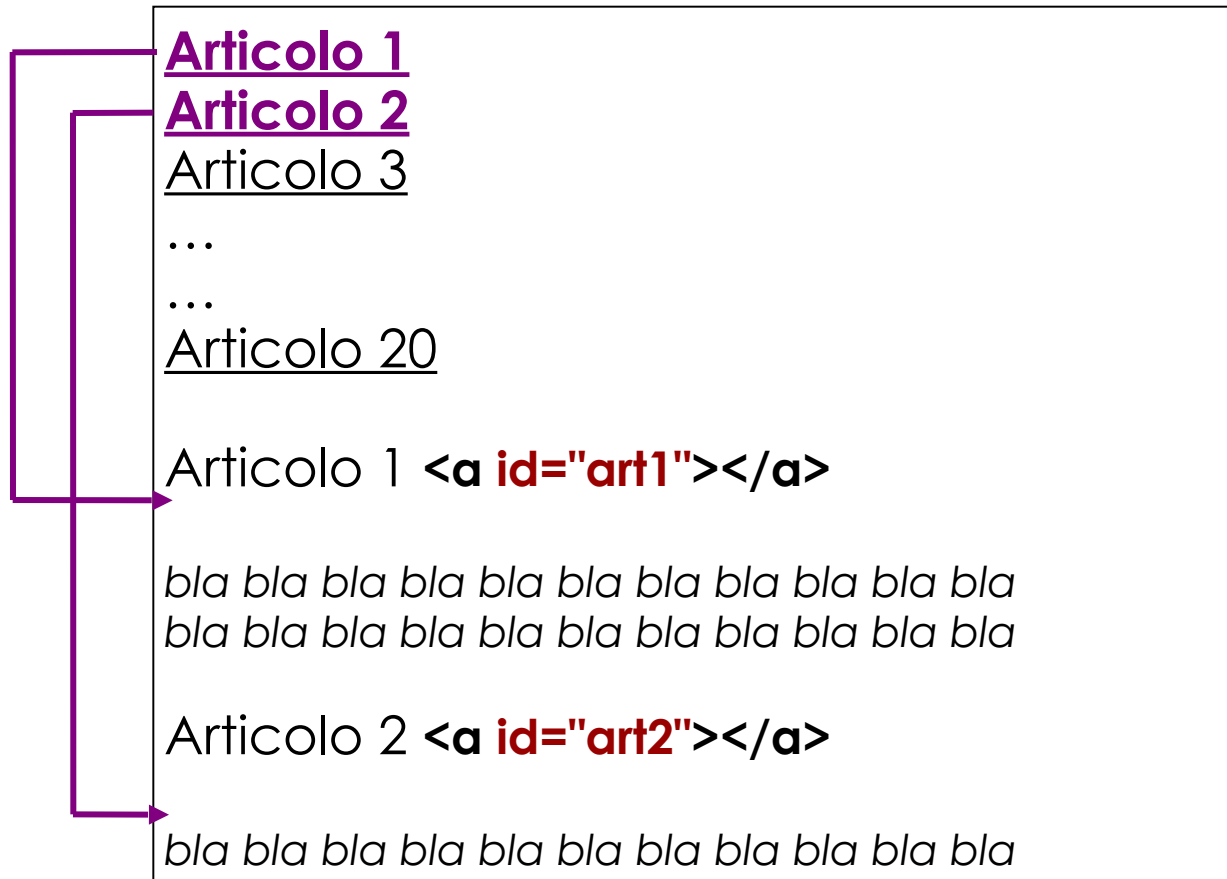 Articolo 1
Articolo 2
Articolo 3
…
…
Articolo 20
Articolo 1 <a id="art1"></a>
bla bla bla bla bla bla bla bla bla bla bla
bla bla bla bla bla bla bla bla bla bla bla
Articolo 2 <a id="art2"></a>
bla bla bla bla bla bla bla bla bla bla bla